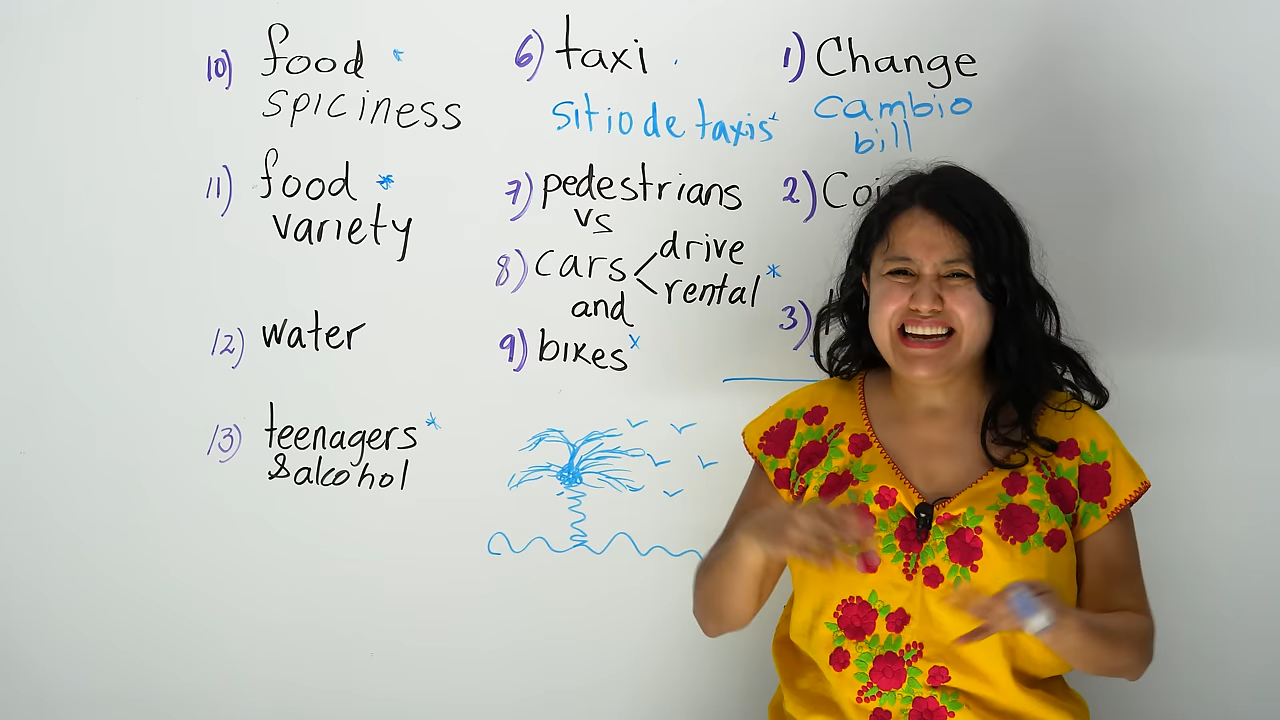 10) food
spiciness
11) food *
variety
12) water
13) teenagers *
& alcohol
6) taxi
sitio de taxis
7) pedestrians
vs
8) cars drive
rental *
and
9) bikes x
1) Change
cambio
bill
2)
3)